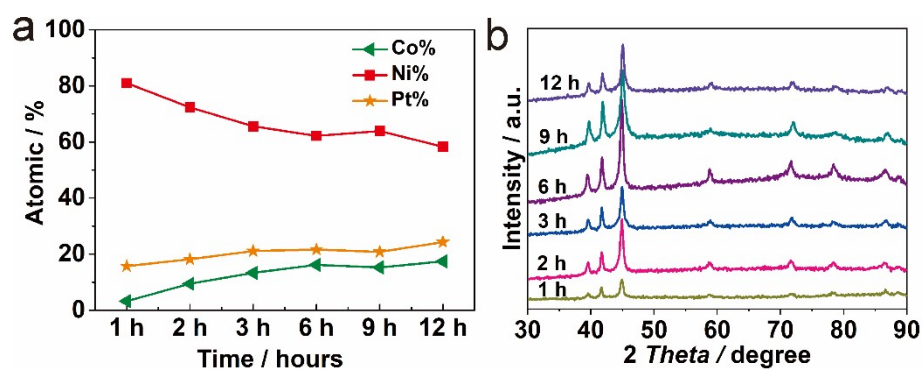 a
100
80
60
40
20
0
Atomic / %
Co%
Ni%
Pt%
1 h 2 h 3 h 6 h 9 h 12 h
Time / hours
b
Intensity / a.u.
12 h
9 h
6 h
3 h
2 h
1 h
30 40 50 60 70 80 90
2 Theta / degree